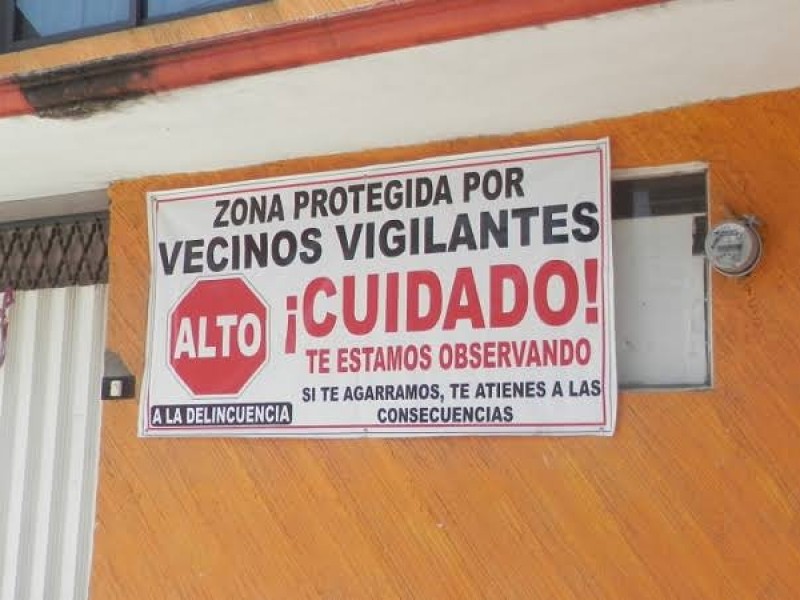 ZONA PROTEGIDA POR
VECINOS VIGILANTES
ALTO
A LA DELINCUENCIA
¡CUIDADO!
TE ESTAMOS OBSERVANDO
SI TE AGARRAMOS, TE ATIENES A LAS
CONSECUENCIAS